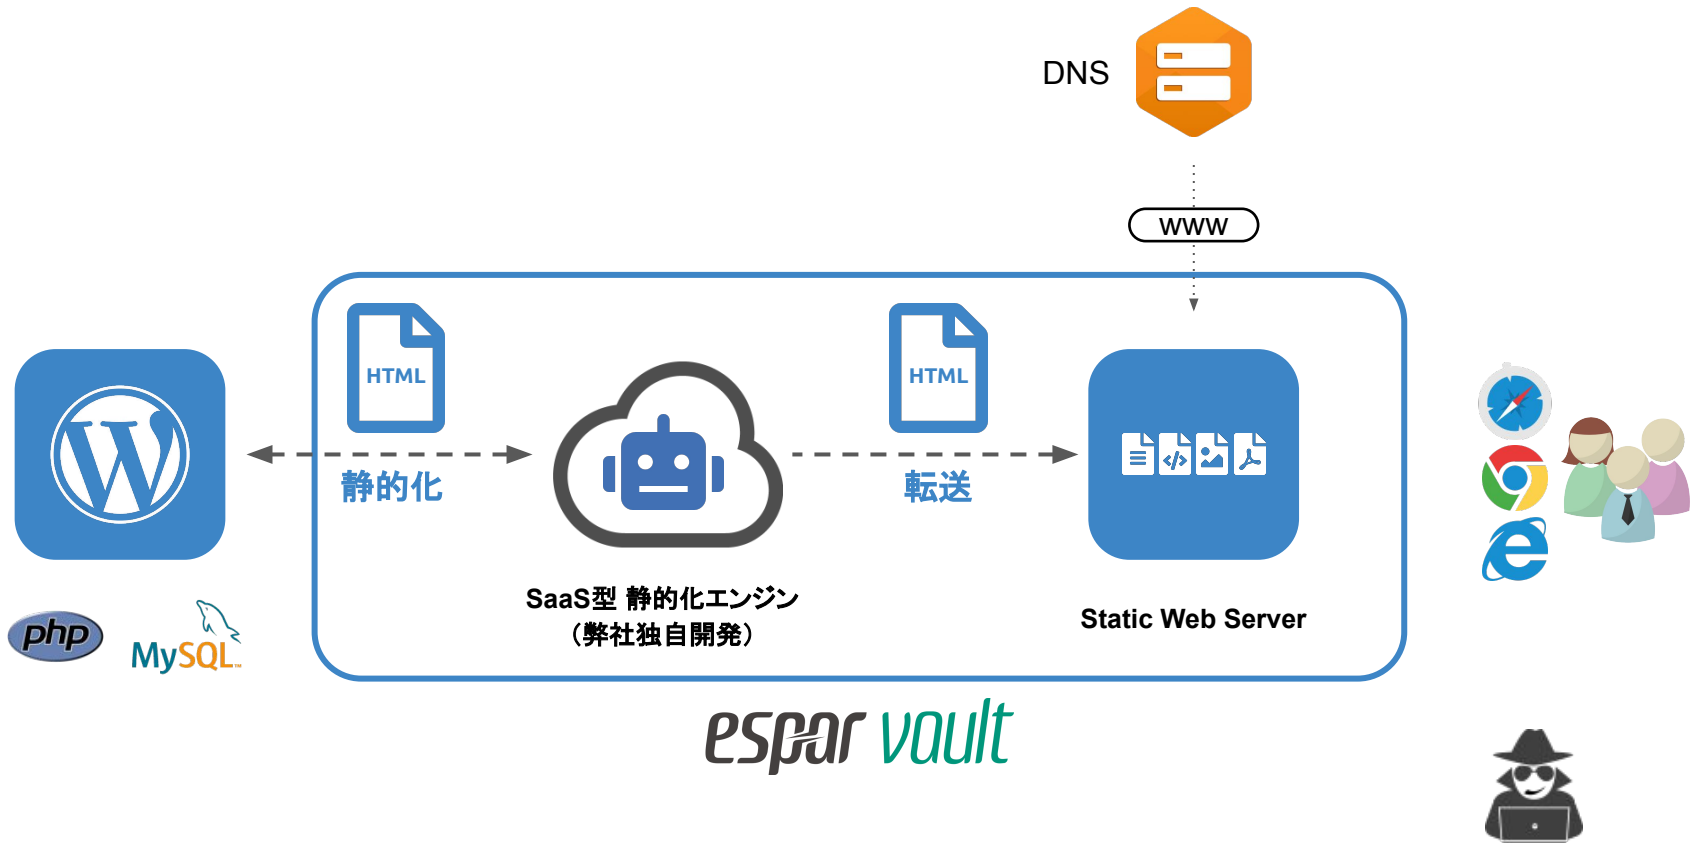 DNS
www
HTML
HTML
静的化
転送
SaaS型 静的化エンジン
（弊社独自開発）
Static Web Server
php
MySQL™
espar vault